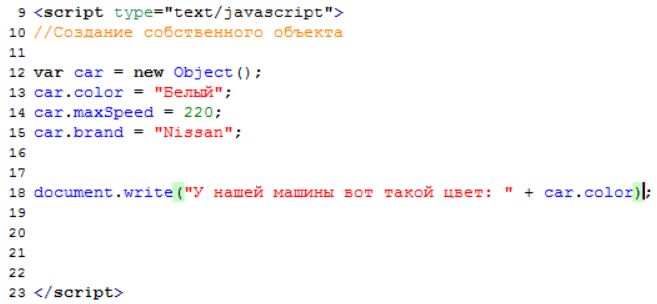 9 <script type="text/javascript">
10 //Создание собственного объекта
11
12 var car = new Object();
13 car.color = "Белый";
14 car.maxSpeed = 220;
15 car.brand = "Nissan";
16
17
18 document.write("У нашей машины вот такой цвет: " + car.color);
19
20
21
22
23 </script>